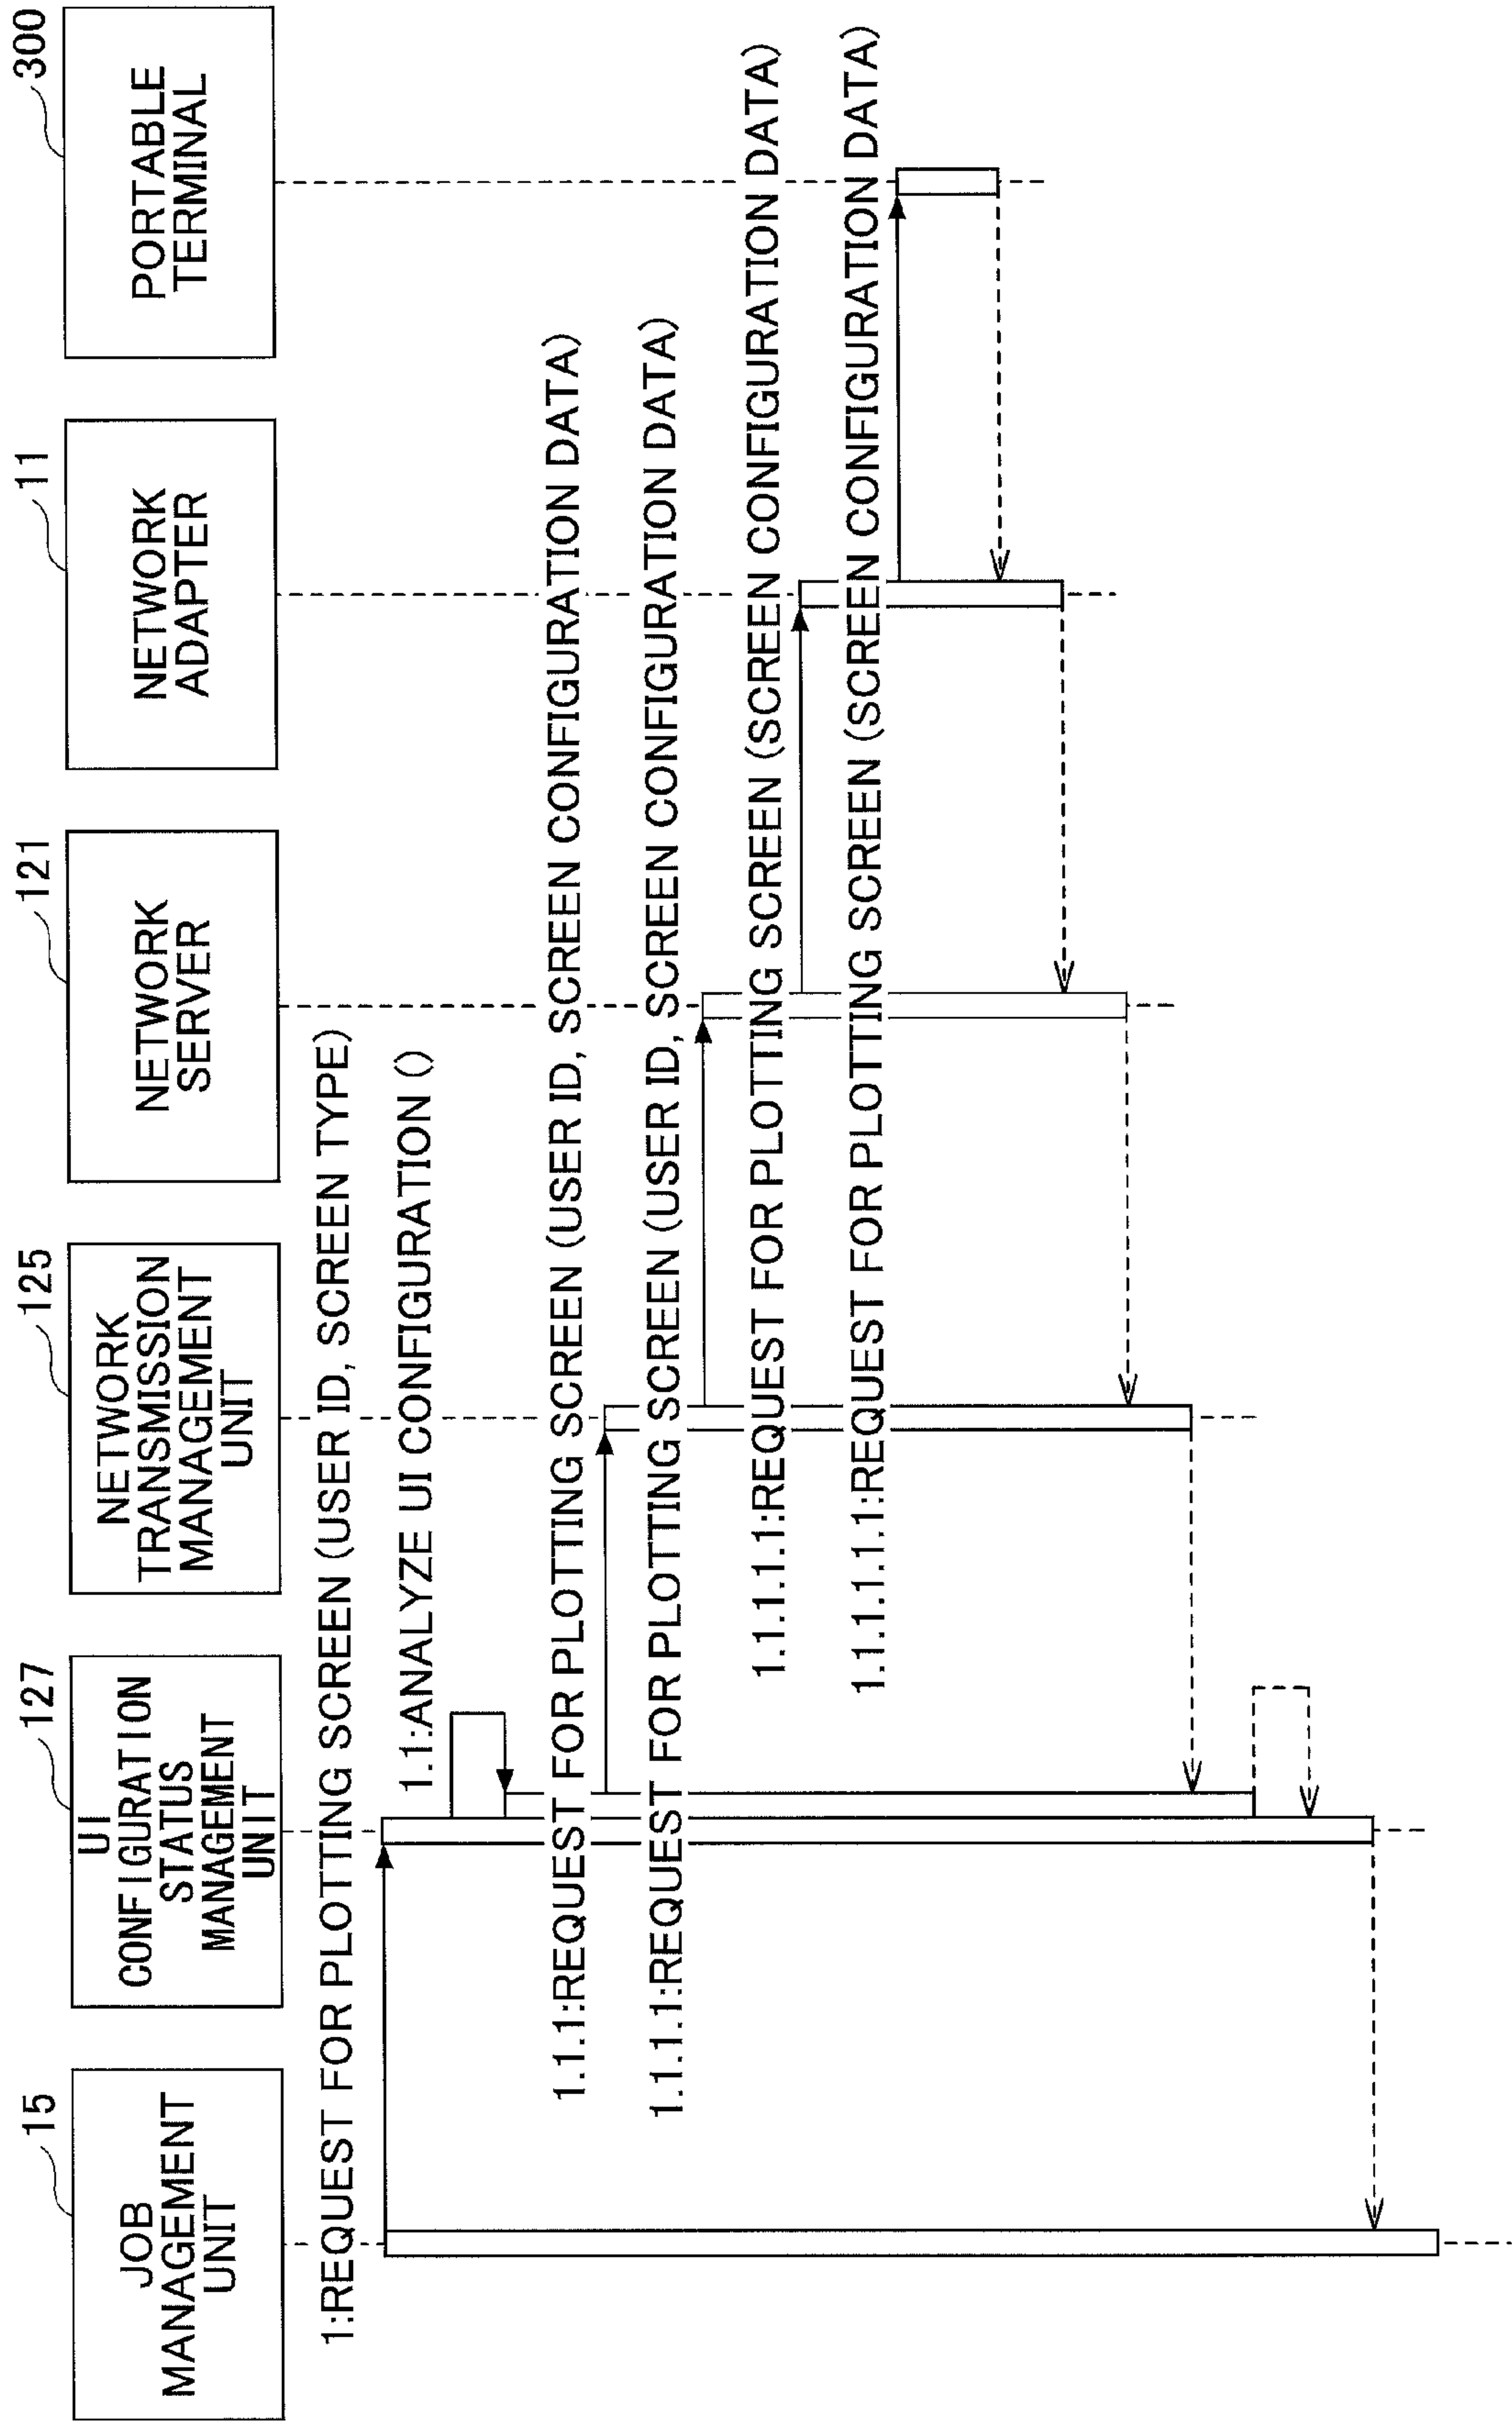 15
JOB
MANAGEMENT
UNIT
127
UI
CONFIGURATION
STATUS
MANAGEMENT
UNIT
125
NETWORK
TRANSMISSION
MANAGEMENT
UNIT
121
NETWORK
SERVER
11
NETWORK
ADAPTER
300
PORTABLE
TERMINAL
1:REQUEST FOR PLOTTING SCREEN (USER ID, SCREEN TYPE)
1.1:ANALYZE UI CONFIGURATION ()
1.1.1:REQUEST FOR PLOTTING SCREEN (USER ID, SCREEN CONFIGURATION DATA)
1.1.1.1:REQUEST FOR PLOTTING SCREEN (USER ID, SCREEN CONFIGURATION DATA)
1.1.1.1.1:REQUEST FOR PLOTTING SCREEN (SCREEN CONFIGURATION DATA)
1.1.1.1.1.1:REQUEST FOR PLOTTING SCREEN (SCREEN CONFIGURATION DATA)